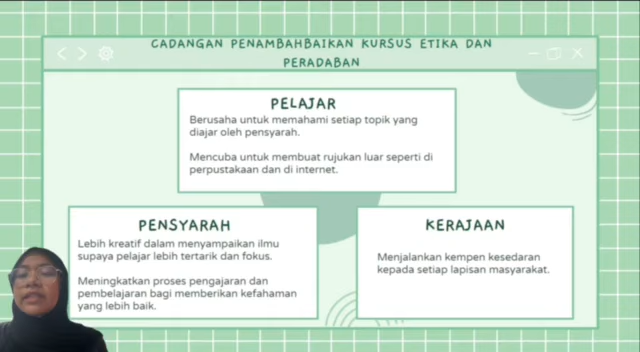 CADANGAN PENAMBAHBAIKAN KURSUS ETIKA DAN
PERADABAN
PELAJAR
Berusaha untuk memahami setiap topik yang
diajar oleh pensyarah.
Mencuba untuk membuat rujukan luar seperti di
perpustakaan dan di internet.
PENSYARAH
Lebih kreatif dalam menyampaikan ilmu
supaya pelajar lebih tertarik dan fokus.
Meningkatkan proses pengajaran dan
pembelajaran bagi memberikan kefahaman
yang lebih baik.
KERAJAAN
Menjalankan kempen kesedaran
kepada setiap lapisan masyarakat.